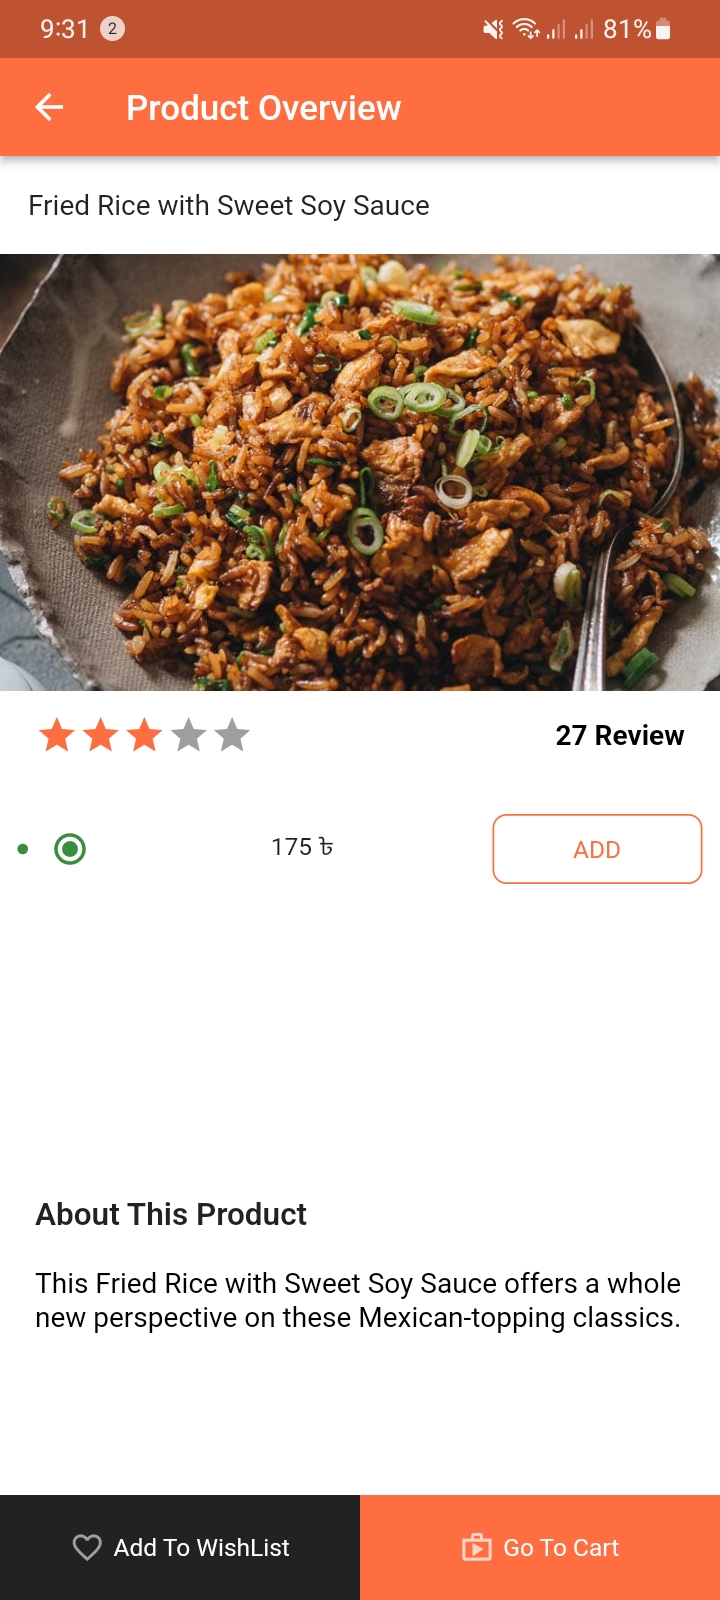 9:31 2 81%
Product Overview
Fried Rice with Sweet Soy Sauce
27 Review
175 ৳ ADD
About This Product
This Fried Rice with Sweet Soy Sauce offers a whole
new perspective on these Mexican-topping classics.
Add To WishList Go To Cart